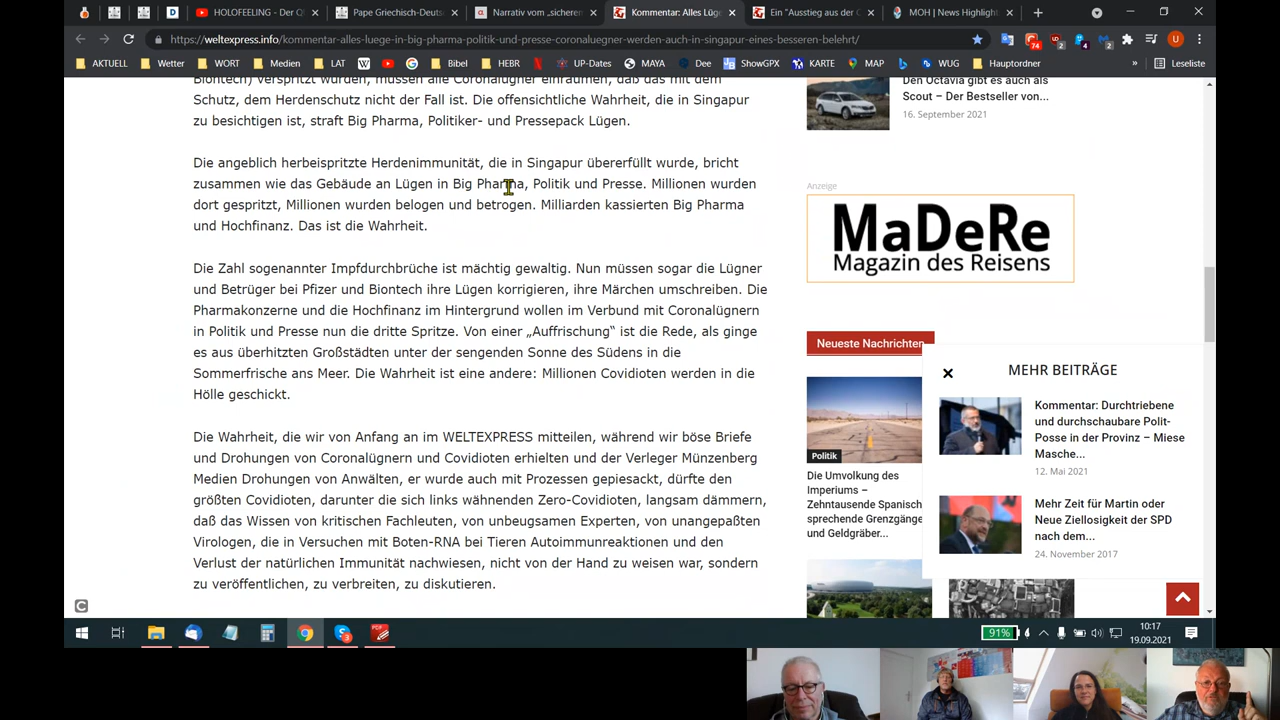 HOLOFEELING - Der Q
Pape Griechisch-Deuts
Narrativ vom „sicheren
Kommentar: Alles Lüge
Ein "Ausstieg aus der C
MOH | News Highlight
https://weltexpress.info/kommentar-alles-luege-in-big-pharma-politik-und-presse-coronaluegner-werden-auch-in-singapur-eines-besseren-belehrt/
AKTUELL
Wetter
WORT
Medien
LAT
Bibel
HEBR
UP-Dates
MAYA
Dee
ShowGPX
KARTE
MAP
WUG
Hauptordner
»
Leseliste
Biontech) verspritzt wurden, müssen alle Coronalügner einräumen, daß das mit dem
Schutz, dem Herdenschutz nicht der Fall ist. Die offensichtliche Wahrheit, die in Singapur
zu besichtigen ist, straft Big Pharma, Politiker- und Pressepack Lügen.
Die angeblich herbeispritzte Herdenimmunität, die in Singapur übererfüllt wurde, bricht
zusammen wie das Gebäude an Lügen in Big Pharma, Politik und Presse. Millionen wurden
dort gespritzt, Millionen wurden belogen und betrogen. Milliarden kassierten Big Pharma
und Hochfinanz. Das ist die Wahrheit.
Die Zahl sogenannter Impfdurchbrüche ist mächtig gewaltig. Nun müssen sogar die Lügner
und Betrüger bei Pfizer und Biontech ihre Lügen korrigieren, ihre Märchen umschreiben. Die
Pharmakonzerne und die Hochfinanz im Hintergrund wollen im Verbund mit Coronalügnern
in Politik und Presse nun die dritte Spritze. Von einer „Auffrischung“ ist die Rede, als ginge
es aus überhitzten Großstädten unter der sengenden Sonne des Südens in die
Sommerfrische ans Meer. Die Wahrheit ist eine andere: Millionen Covidioten werden in die
Hölle geschickt.
Die Wahrheit, die wir von Anfang an im WELTEXPRESS mitteilen, während wir böse Briefe
und Drohungen von Coronalügnern und Covidioten erhielten und der Verleger Münzenberg
Medien Drohungen von Anwälten, er wurde auch mit Prozessen gepiesackt, dürfte den
größten Covidioten, darunter die sich links wähnenden Zero-Covidioten, langsam dämmern,
daß das Wissen von kritischen Fachleuten, von unbeugsamen Experten, von unangepaßten
Virologen, die in Versuchen mit Boten-RNA bei Tieren Autoimmunreaktionen und den
Verlust der natürlichen Immunität nachwiesen, nicht von der Hand zu weisen war, sondern
zu veröffentlichen, zu verbreiten, zu diskutieren.
Den Octavia gibt es auch als
Scout – Der Bestseller von...
16. September 2021
Anzeige
MaDeRe
Magazin des Reisens
Neueste Nachrichten
Politik
Die Umvolkung des
Imperiums –
Zehntausende Spanisch
sprechende Grenzgänge
und Geldgräber...
MEHR BEITRÄGE
Kommentar: Durchtriebene
und durchschaubare Polit-
Posse in der Provinz – Miese
Masche...
12. Mai 2021
Mehr Zeit für Martin oder
Neue Ziellosigkeit der SPD
nach dem...
24. November 2017
91%
10:17
19.09.2021